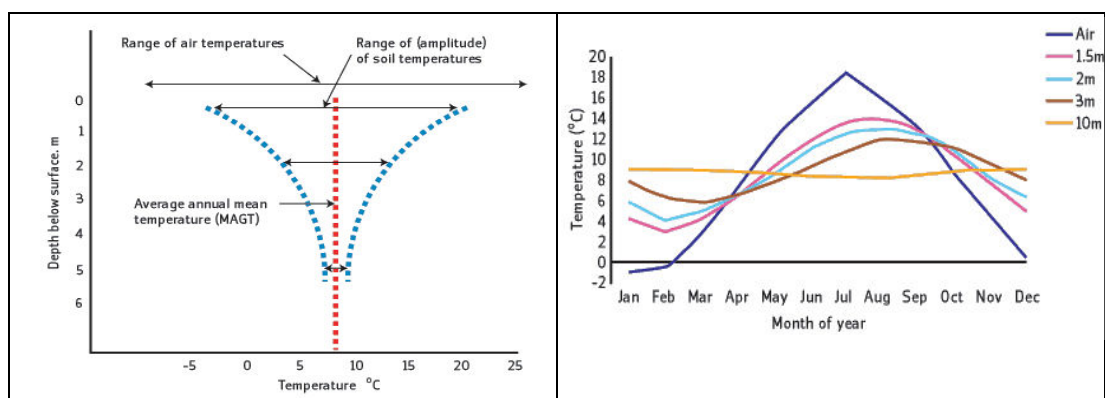 Range of air temperatures
Range of (amplitude)
of soil temperatures
Average annual mean
temperature (MAGT)
Depth below surface. m
0
1
2
3
4
5
6
-5
0
5
10
15
20
25
Temperature °C
Air
1.5m
2m
3m
10m
Temperature (°C)
20
18
16
14
12
10
8
6
4
2
0
-2
Jan Feb Mar Apr May Jun Jul Aug Sep Oct Nov Dec
Month of year